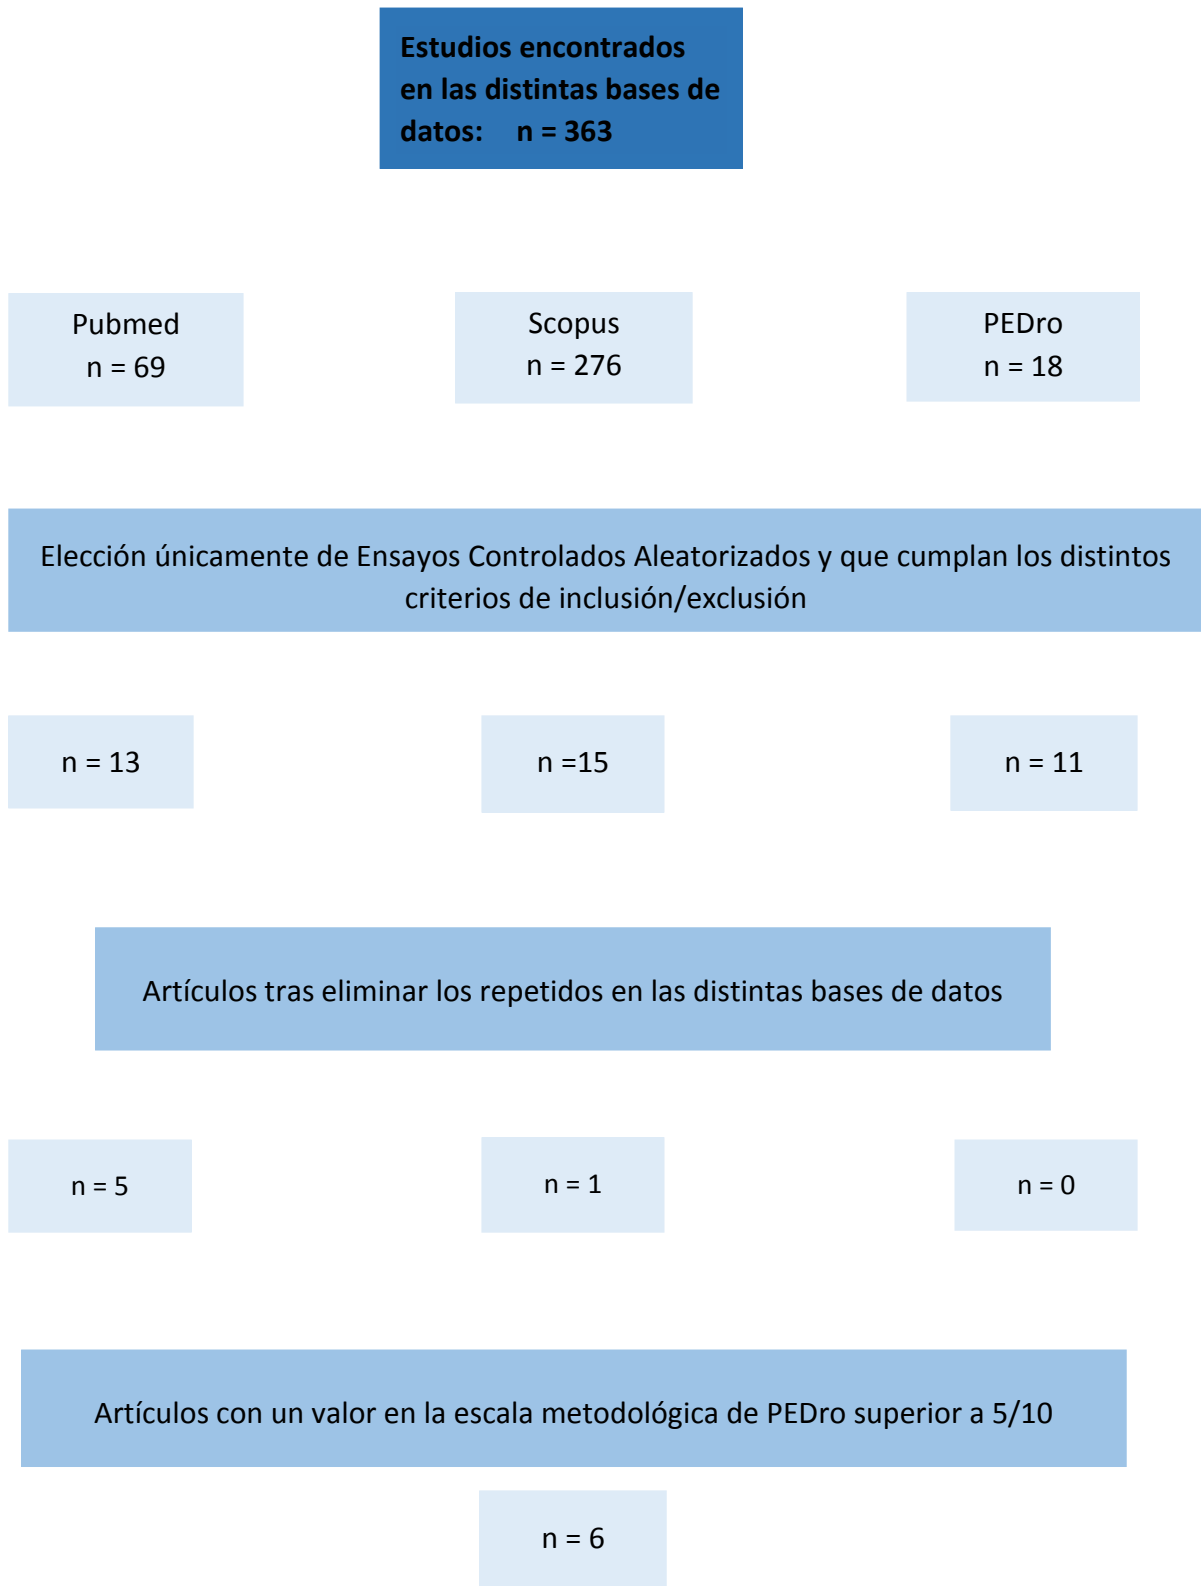 Estudios encontrados
en las distintas bases de
datos: n = 363
Pubmed
n = 69
Scopus
n = 276
PEDro
n = 18
Elección únicamente de Ensayos Controlados Aleatorizados y que cumplan los distintos
criterios de inclusión/exclusión
n = 13
n =15
n = 11
Artículos tras eliminar los repetidos en las distintas bases de datos
n = 5
n = 1
n = 0
Artículos con un valor en la escala metodológica de PEDro superior a 5/10
n = 6